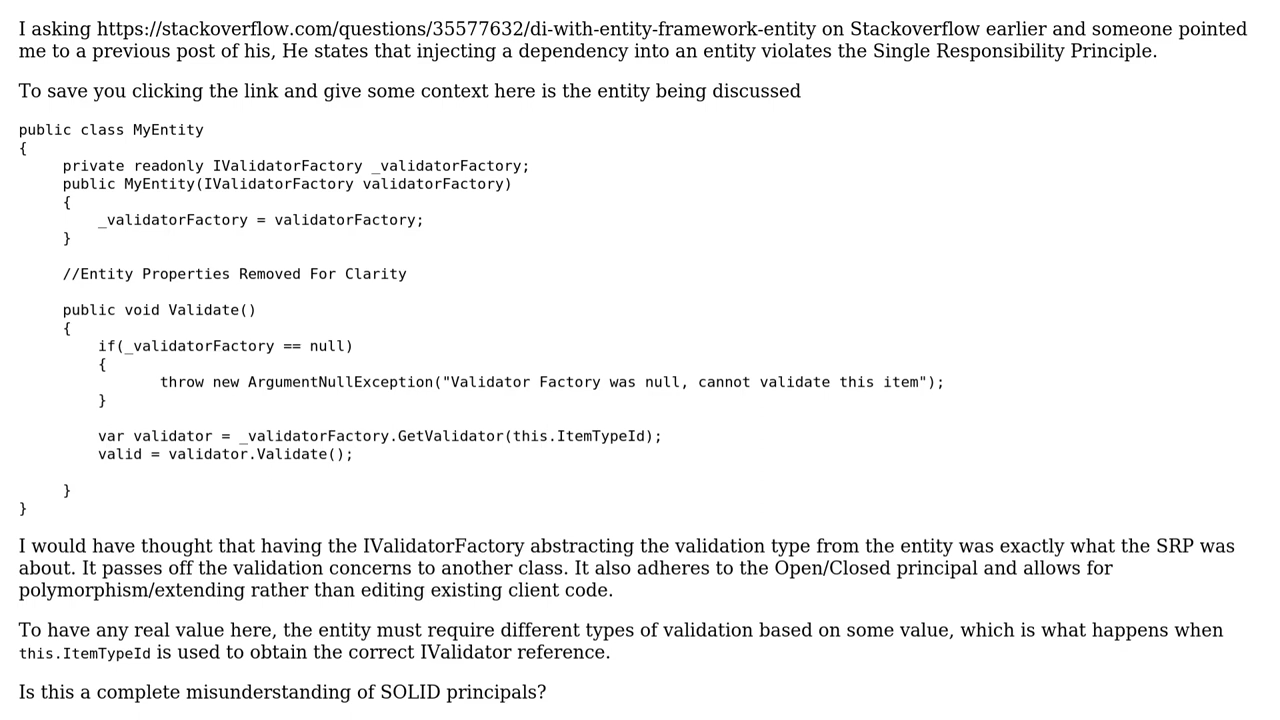 I asking https://stackoverflow.com/questions/35577632/di-with-entity-framework-entity on Stackoverflow earlier and someone pointed
me to a previous post of his, He states that injecting a dependency into an entity violates the Single Responsibility Principle.
To save you clicking the link and give some context here is the entity being discussed
public class MyEntity
{
     private readonly IValidatorFactory _validatorFactory;
     public MyEntity(IValidatorFactory validatorFactory)
     {
         _validatorFactory = validatorFactory;
     }
     //Entity Properties Removed For Clarity
     public void Validate()
     {
         if(_validatorFactory == null)
         {
                throw new ArgumentNullException("Validator Factory was null, cannot validate this item");
         }
         var validator = _validatorFactory.GetValidator(this.ItemTypeId);
         valid = validator.Validate();
     }
}
I would have thought that having the IValidatorFactory abstracting the validation type from the entity was exactly what the SRP was
about. It passes off the validation concerns to another class. It also adheres to the Open/Closed principal and allows for
polymorphism/extending rather than editing existing client code.
To have any real value here, the entity must require different types of validation based on some value, which is what happens when
this.ItemTypeId is used to obtain the correct IValidator reference.
Is this a complete misunderstanding of SOLID principals?